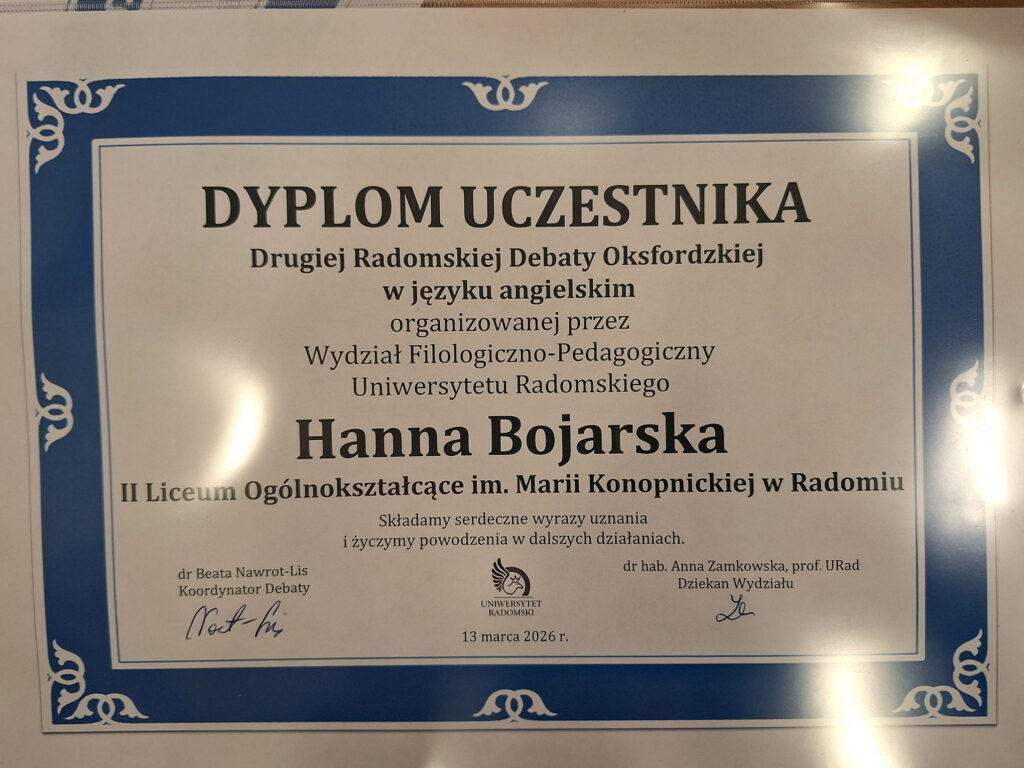 DYPLOM UCZESTNIKA
Drugiej Radomskiej Debaty Oksfordzkiej
w języku angielskim
organizowanej przez
Wydział Filologiczno-Pedagogiczny
Uniwersytetu Radomskiego
Hanna Bojarska
II Liceum Ogólnokształcące im. Marii Konopnickiej w Radomiu
Składamy serdeczne wyrazy uznania
i życzymy powodzenia w dalszych działaniach.
dr Beata Nawrot-Lis
Koordynator Debaty
dr hab. Anna Zamkowska, prof. URad
Dziekan Wydziału
UNIWERSYTET
RADOMSKI
13 marca 2026 r.